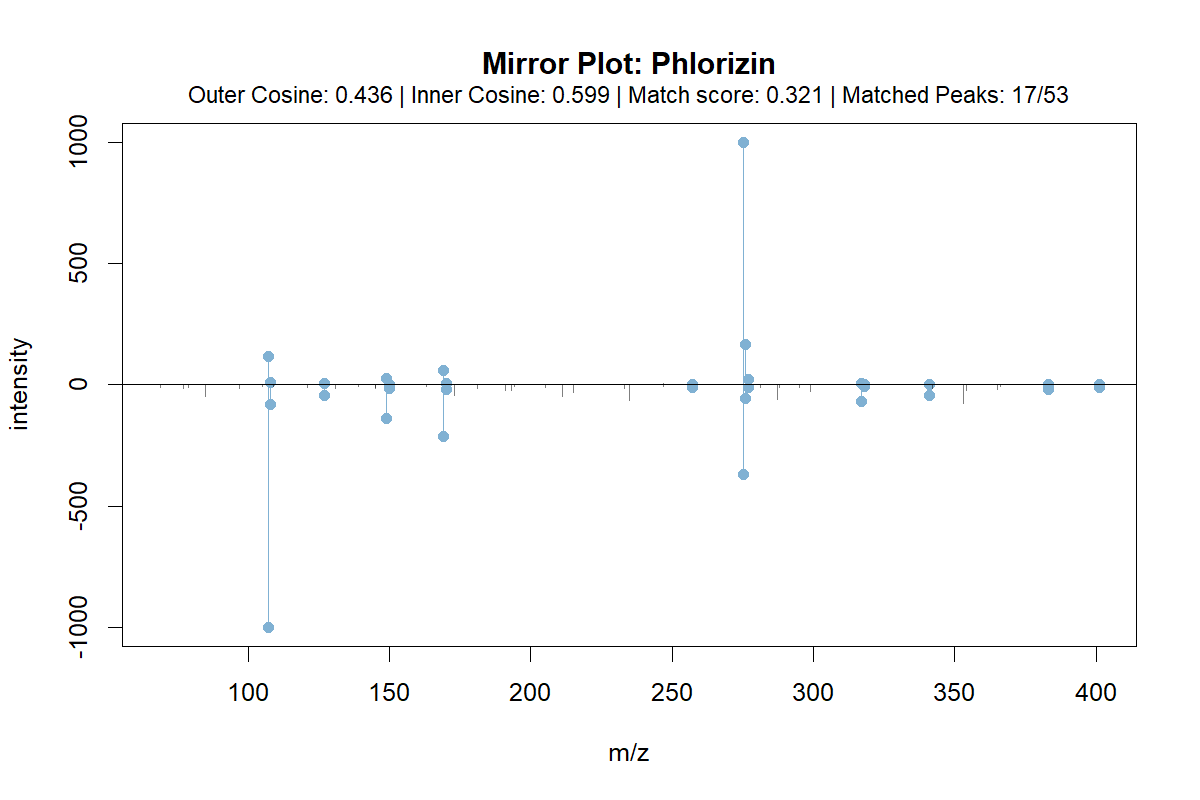 Mirror Plot: Phlorizin
Outer Cosine: 0.436 | Inner Cosine: 0.599 | Match score: 0.321 | Matched Peaks: 17/53
1000
500
0
-500
-1000
intensity
100 150 200 250 300 350 400
m/z